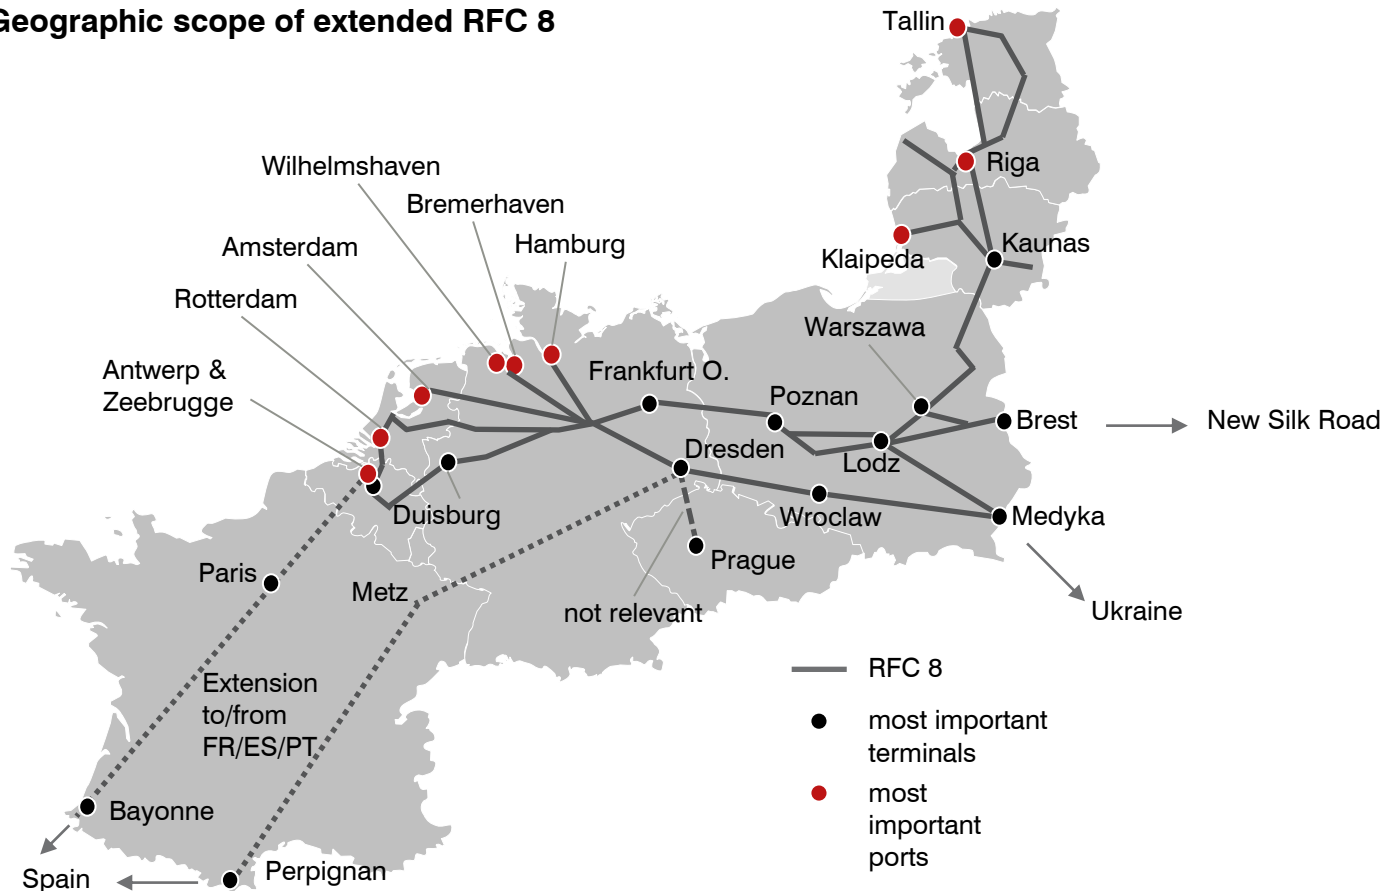 Geographic scope of extended RFC 8
Tallin
Riga
Wilhelmshaven
Bremerhaven
Hamburg
Amsterdam
Rotterdam
Antwerp &
Zeebrugge
Klaipeda
Kaunas
Warszawa
Frankfurt O.
Poznan
Brest
New Silk Road
Dresden
Lodz
Duisburg
Wroclaw
Medyka
Prague
Paris
Metz
not relevant
Ukraine
Extension
to/from
FR/ES/PT
RFC 8
most important
terminals
most
important
ports
Bayonne
Spain
Perpignan